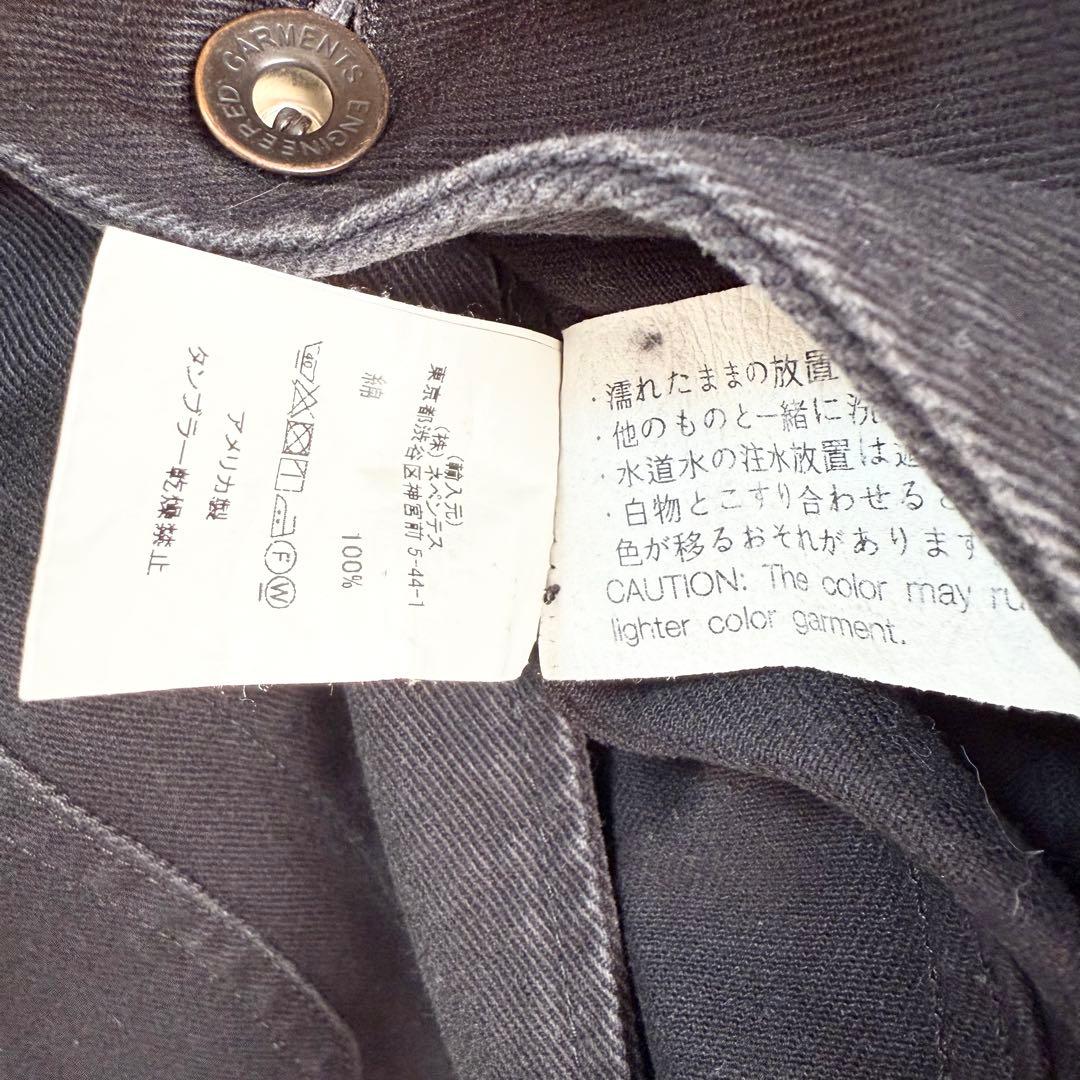 ENGINEERED GARMENTS
(輸入元)
(株) ネペンテス
東京都渋谷区神宮前 5-44-1
綿 100%
40
F W
アメリカ製
タンブラー乾燥禁止
・濡れたままの放置
・他のものと一緒に洗
・水道水の注水放置は
・白物とこすり合わせると
色が移るおそれがあります
CAUTION: The color may
lighter color garment.